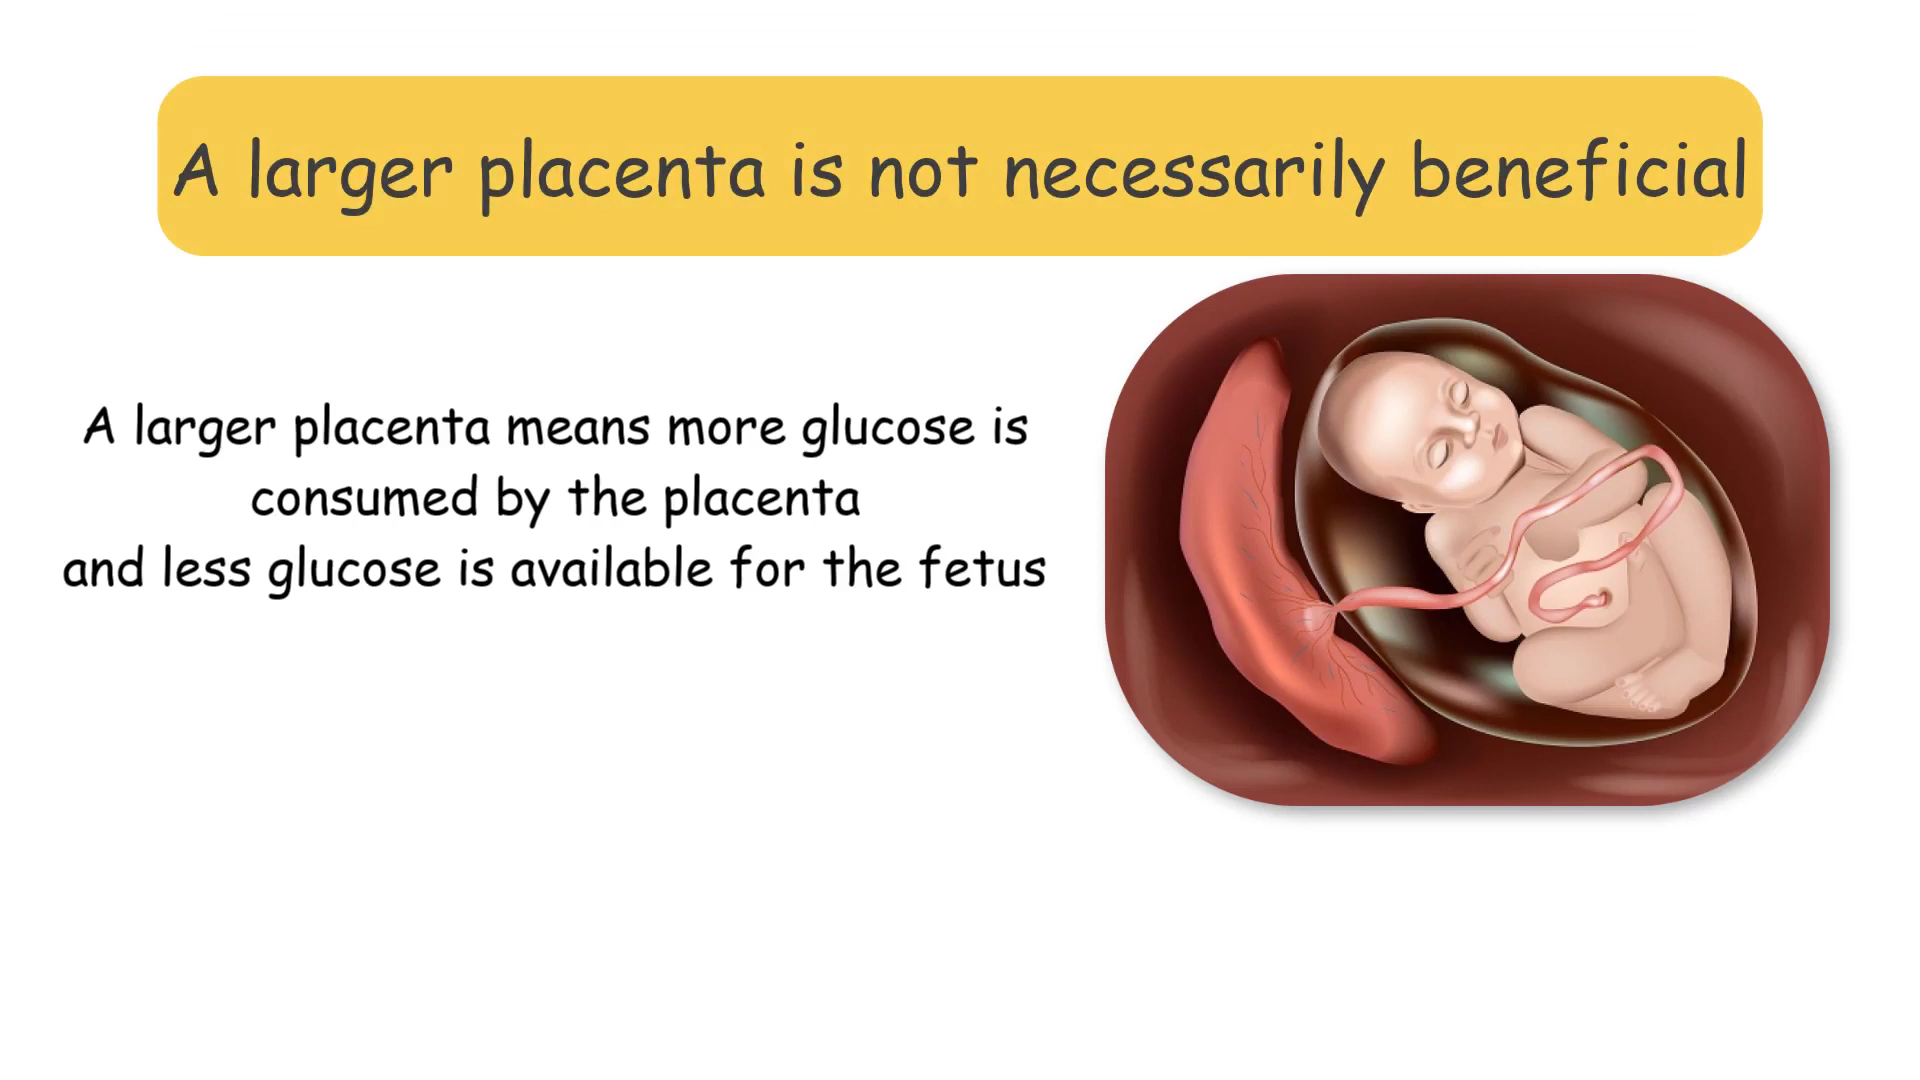 A larger placenta is not necessarily beneficial
A larger placenta means more glucose is
consumed by the placenta
and less glucose is available for the fetus